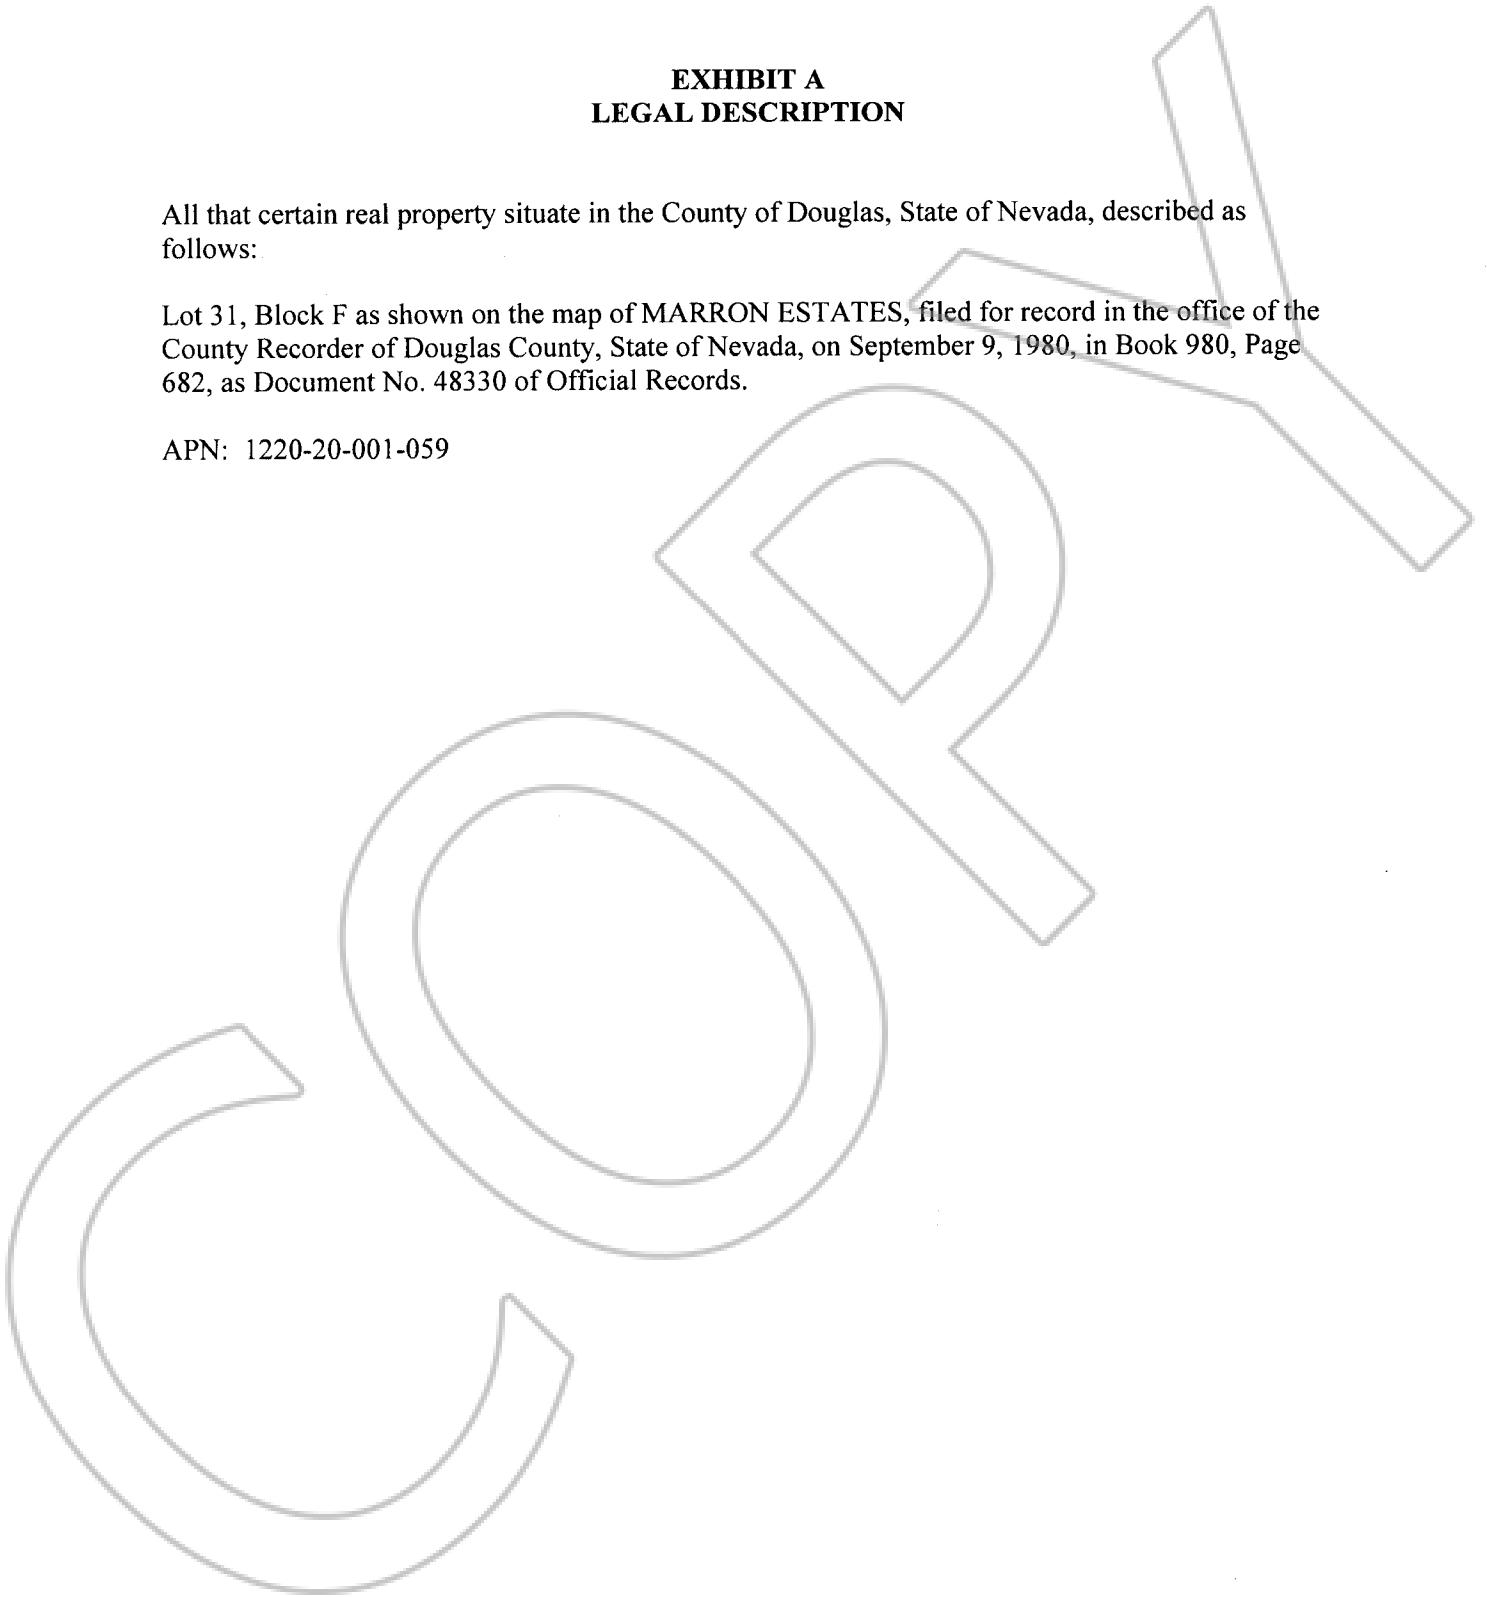 EXHIBIT A
LEGAL DESCRIPTION
All that certain real property situate in the County of Douglas, State of Nevada, described as
follows:
Lot 31, Block F as shown on the map of MARRON ESTATES, filed for record in the office of the
County Recorder of Douglas County, State of Nevada, on September 9, 1980, in Book 980, Page
682, as Document No. 48330 of Official Records.
APN: 1220-20-001-059
COPY